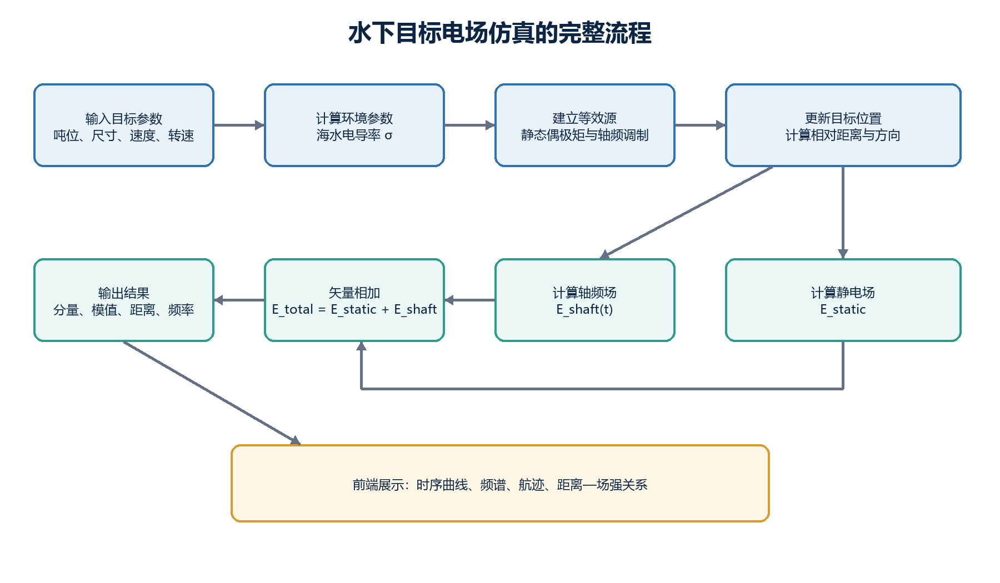 水下目标电场仿真的完整流程
输入目标参数
吨位、尺寸、速度、转速
计算环境参数
海水电导率 σ
建立等效源
静态偶极矩与轴频调制
更新目标位置
计算相对距离与方向
输出结果
分量、模值、距离、频率
矢量相加
E_total = E_static + E_shaft
计算轴频场
E_shaft(t)
计算静电场
E_static
前端展示：时序曲线、频谱、航迹、距离—场强关系